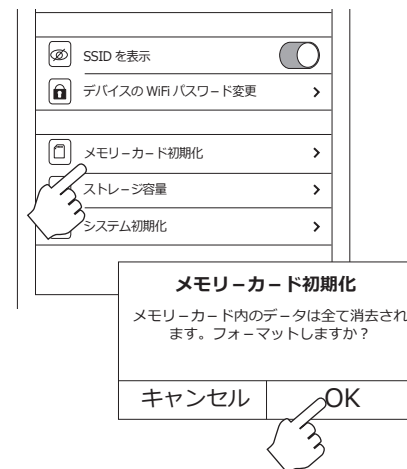 SSID を表示
デバイスの WiFi パスワード変更
メモリーカード初期化
ストレージ容量
システム初期化
メモリーカード初期化
メモリーカード内のデータは全て消去され
ます。フォーマットしますか？
キャンセル
OK